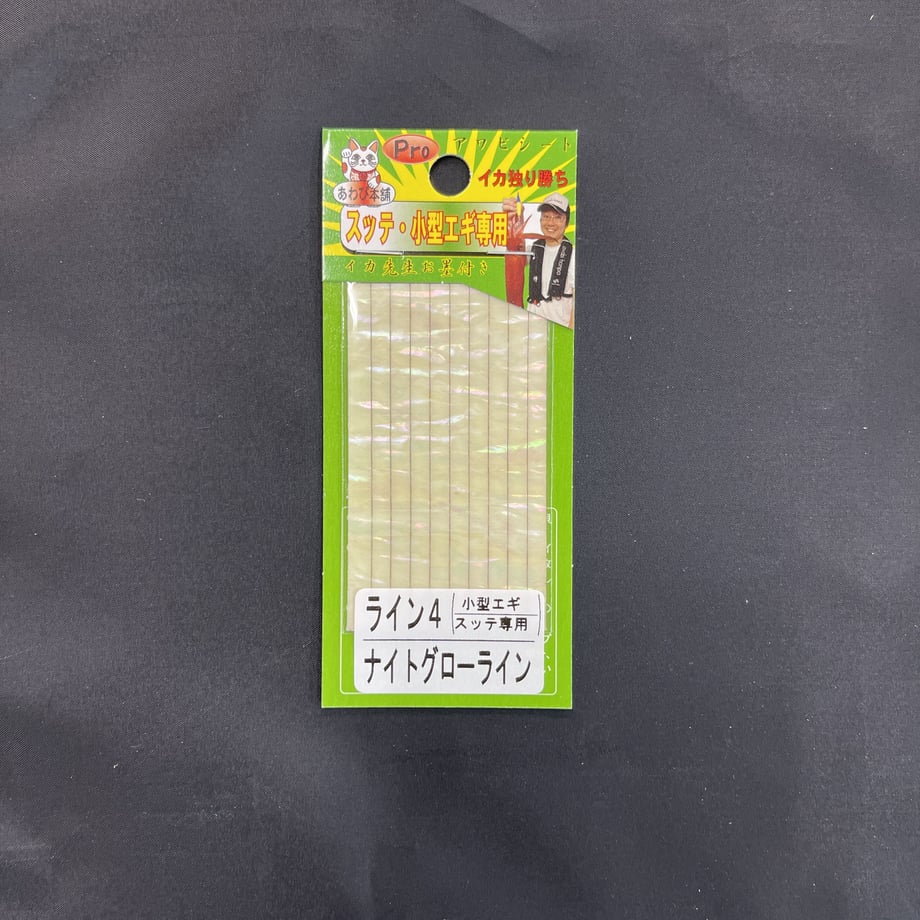 Pro
アワビシート
イカ独り勝ち
あわび本舗
スッテ・小型エギ専用
イカ先生お墨付き
ライン4
小型エギ
スッテ専用
ナイトグローライン